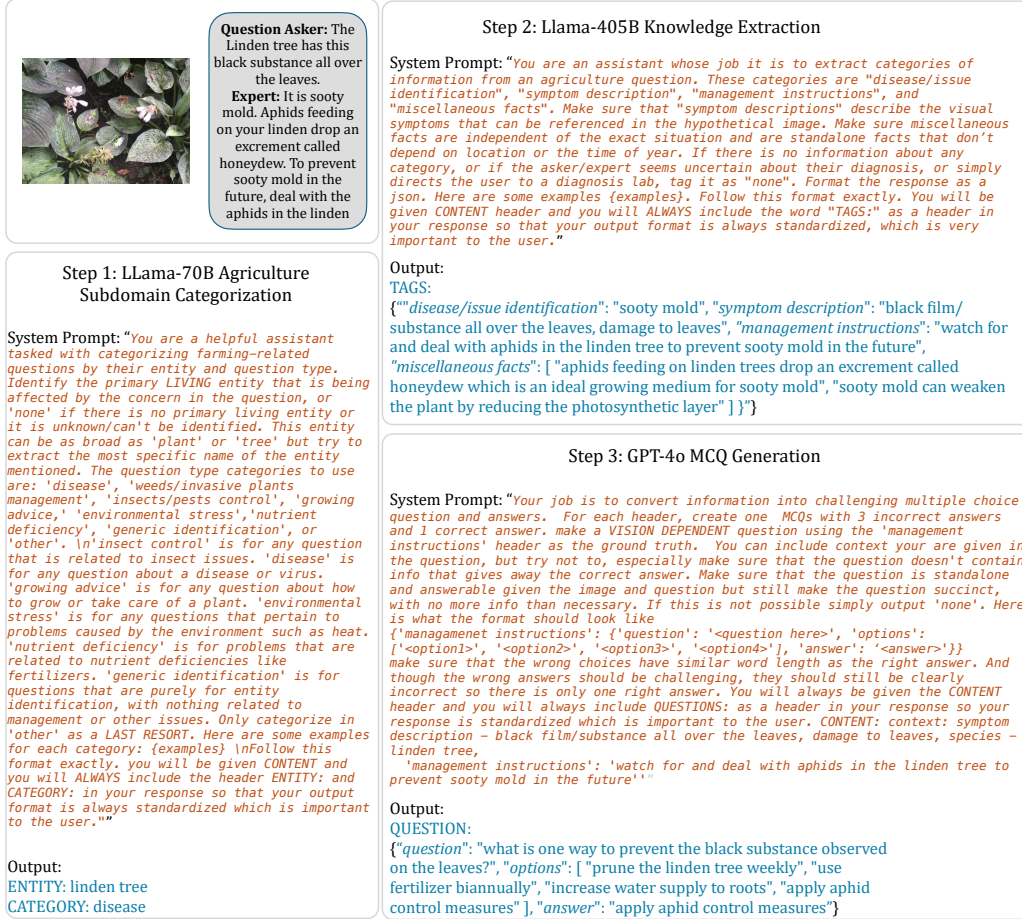 Question Asker: The
Linden tree has this
black substance all over
the leaves.
Expert: It is sooty
mold. Aphids feeding
on your linden drop an
excrement called
honeydew. To prevent
sooty mold in the
future, deal with the
aphids in the linden
Step 1: LLama-70B Agriculture
Subdomain Categorization
System Prompt: “You are a helpful assistant
tasked with categorizing farming-related
questions by their entity and question type.
Identify the primary LIVING entity that is being
affected by the concern in the question, or
'none' if there is no primary living entity or
it is unknown/can't be identified. This entity
can be as broad as 'plant' or 'tree' but try to
extract the most specific name of the entity
mentioned. The question type categories to use
are: 'disease', 'weeds/invasive plants
management', 'insects/pests control', 'growing
advice,' 'environmental stress','nutrient
deficiency', 'generic identification', or
'other'. \n'insect control' is for any question
that is related to insect issues. 'disease' is
for any question about a disease or virus.
'growing advice' is for any question about how
to grow or take care of a plant. 'environmental
stress' is for any questions that pertain to
problems caused by the environment such as heat.
'nutrient deficiency' is for problems that are
related to nutrient deficiencies like
fertilizers. 'generic identification' is for
questions that are purely for entity
identification, with nothing related to
management or other issues. Only categorize in
'other' as a LAST RESORT. Here are some examples
for each category: {examples} \nFollow this
format exactly. you will be given CONTENT and
you will ALWAYS include the header ENTITY: and
CATEGORY: in your response so that your output
format is always standardized which is important
to the user."”
Output:
ENTITY: linden tree
CATEGORY: disease
Step 2: Llama-405B Knowledge Extraction
System Prompt: “You are an assistant whose job it is to extract categories of
information from an agriculture question. These categories are "disease/issue
identification", "symptom description", "management instructions", and
"miscellaneous facts". Make sure that "symptom descriptions" describe the visual
symptoms that can be referenced in the hypothetical image. Make sure miscellaneous
facts are independent of the exact situation and are standalone facts that don’t
depend on location or the time of year. If there is no information about any
category, or if the asker/expert seems uncertain about their diagnosis, or simply
directs the user to a diagnosis lab, tag it as "none". Format the response as a
json. Here are some examples {examples}. Follow this format exactly. You will be
given CONTENT header and you will ALWAYS include the word "TAGS:" as a header in
your response so that your output format is always standardized, which is very
important to the user.”
Output:
TAGS:
{“"disease/issue identification": "sooty mold", "symptom description": "black film/
substance all over the leaves, damage to leaves", "management instructions": "watch for
and deal with aphids in the linden tree to prevent sooty mold in the future",
"miscellaneous facts": [ "aphids feeding on linden trees drop an excrement called
honeydew which is an ideal growing medium for sooty mold", "sooty mold can weaken
the plant by reducing the photosynthetic layer" ] }”}
Step 3: GPT-4o MCQ Generation
System Prompt: “Your job is to convert information into challenging multiple choice
question and answers. For each header, create one MCQs with 3 incorrect answers
and 1 correct answer. make a VISION DEPENDENT question using the 'management
instructions' header as the ground truth. You can include context your are given in
the question, but try not to, especially make sure that the question doesn't contain
info that gives away the correct answer. Make sure that the question is standalone
and answerable given the image and question but still make the question succinct,
with no more info than necessary. If this is not possible simply output 'none'. Here
is what the format should look like
{'managamenet instructions': {'question': '<question here>', 'options':
['<option1>', '<option2>', '<option3>', '<option4>'], 'answer': ‘<answer>'}}
make sure that the wrong choices have similar word length as the right answer. And
though the wrong answers should be challenging, they should still be clearly
incorrect so there is only one right answer. You will always be given the CONTENT
header and you will always include QUESTIONS: as a header in your response so your
response is standardized which is important to the user. CONTENT: context: symptom
description – black film/substance all over the leaves, damage to leaves, species –
linden tree,
'management instructions': 'watch for and deal with aphids in the linden tree to
prevent sooty mold in the future''”
Output:
QUESTION:
{“question": "what is one way to prevent the black substance observed
on the leaves?", "options": [ "prune the linden tree weekly", "use
fertilizer biannually", "increase water supply to roots", "apply aphid
control measures" ], "answer": "apply aphid control measures”}